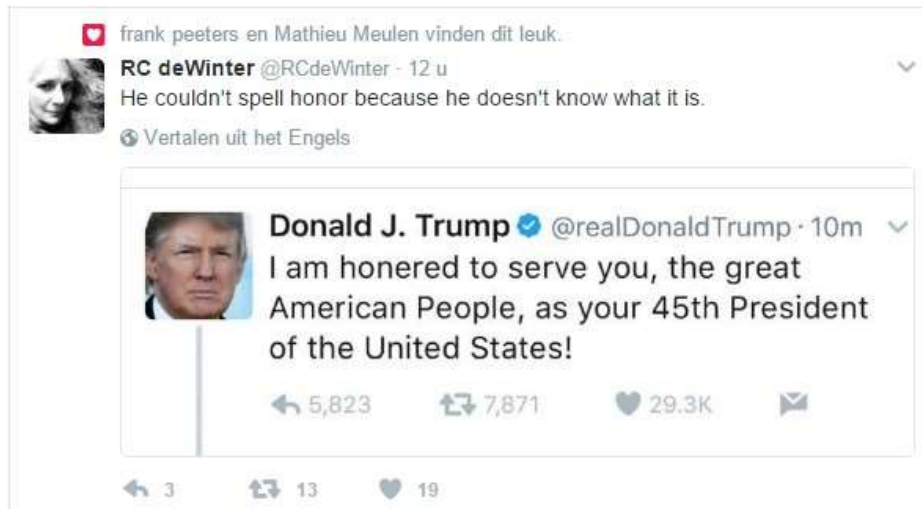 frank peeters en Mathieu Meulen vinden dit leuk.
RC deWinter @RCdeWinter · 12 u
He couldn't spell honor because he doesn't know what it is.
Vertalen uit het Engels
Donald J. Trump @realDonaldTrump · 10m
I am honered to serve you, the great
American People, as your 45th President
of the United States!
5,823 7,871 29.3K
3 13 19